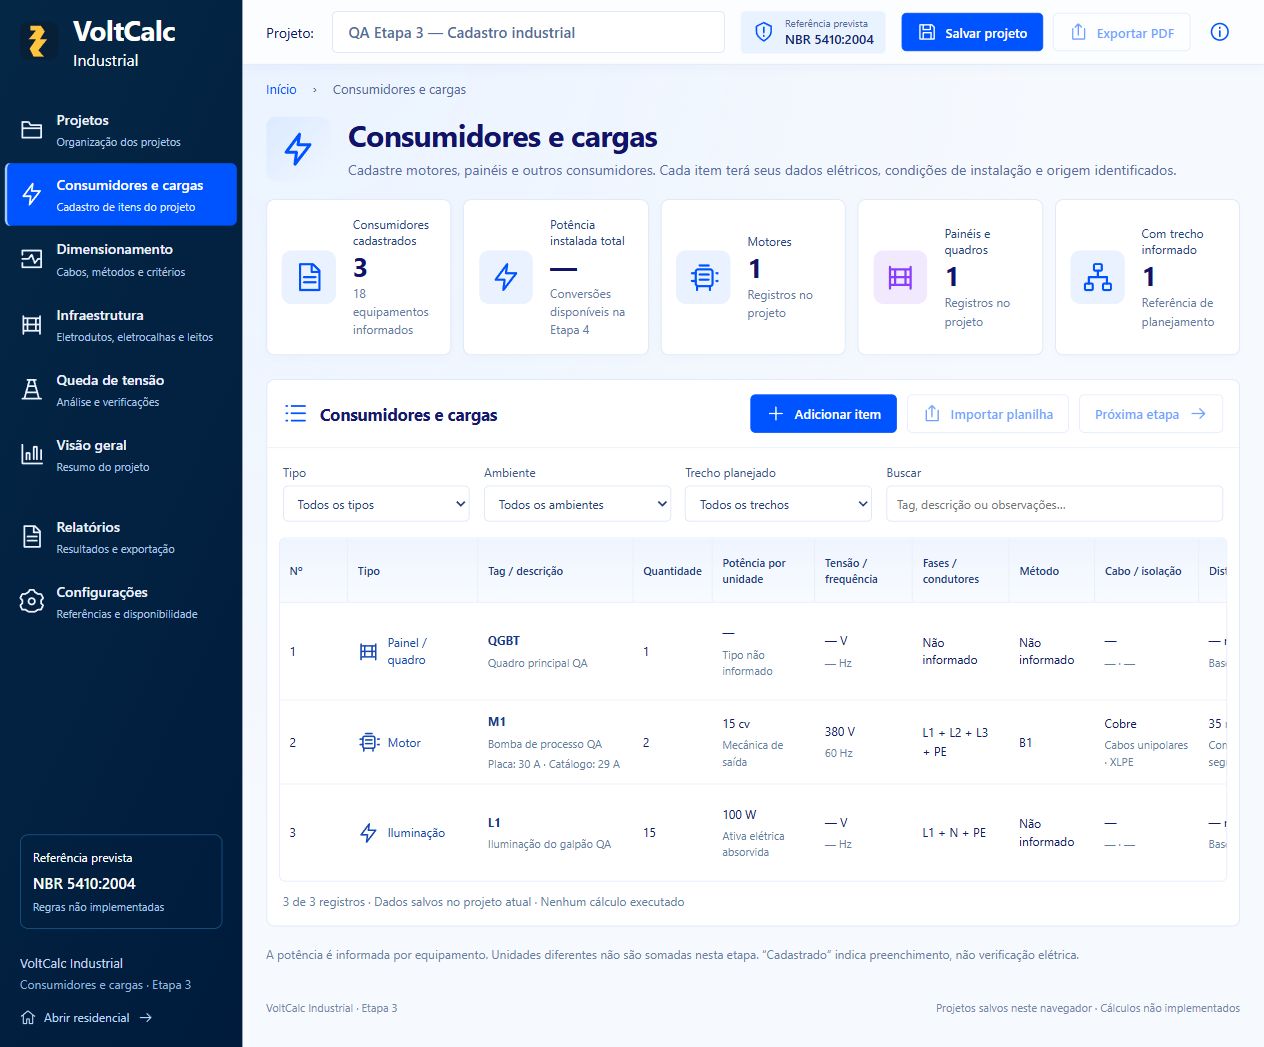 VoltCalc
Industrial
Projetos
Organização dos projetos
Consumidores e cargas
Cadastro de itens do projeto
Dimensionamento
Cabos, métodos e critérios
Infraestrutura
Eletrodutos, eletrocalhas e leitos
Queda de tensão
Análise e verificações
Visão geral
Resumo do projeto
Relatórios
Resultados e exportação
Configurações
Referências e disponibilidade
Referência prevista
NBR 5410:2004
Regras não implementadas
VoltCalc Industrial
Consumidores e cargas · Etapa 3
Abrir residencial →
Projeto: QA Etapa 3 — Cadastro industrial
Referência prevista
NBR 5410:2004
Salvar projeto
Exportar PDF
Início › Consumidores e cargas
Consumidores e cargas
Cadastre motores, painéis e outros consumidores. Cada item terá seus dados elétricos, condições de instalação e origem identificados.
Consumidores
cadastrados
3
18
equipamentos
informados
Potência
instalada total
—
Conversões
disponíveis na
Etapa 4
Motores
1
Registros no
projeto
Painéis e
quadros
1
Registros no
projeto
Com trecho
informado
1
Referência de
planejamento
Consumidores e cargas
Adicionar item
Importar planilha
Próxima etapa →
Tipo
Todos os tipos
Ambiente
Todos os ambientes
Trecho planejado
Todos os trechos
Buscar
Tag, descrição ou observações...
Nº
Tipo
Tag / descrição
Quantidade
Potência por
unidade
Tensão /
frequência
Fases /
condutores
Método
Cabo / isolação
1
Painel /
quadro
QGBT
Quadro principal QA
1
—
Tipo não
informado
— V
— Hz
Não
informado
Não
informado
—
— · —
—
2
Motor
M1
Bomba de processo QA
Placa: 30 A · Catálogo: 29 A
2
15 cv
Mecânica de
saída
380 V
60 Hz
L1 + L2 + L3
+ PE
B1
Cobre
Cabos unipolares
· XLPE
35
3
Iluminação
L1
Iluminação do galpão QA
15
100 W
Ativa elétrica
absorvida
— V
— Hz
L1 + N + PE
Não
informado
—
— · —
—
3 de 3 registros · Dados salvos no projeto atual · Nenhum cálculo executado
A potência é informada por equipamento. Unidades diferentes não são somadas nesta etapa. “Cadastrado” indica preenchimento, não verificação elétrica.
VoltCalc Industrial · Etapa 3
Projetos salvos neste navegador · Cálculos não implementados